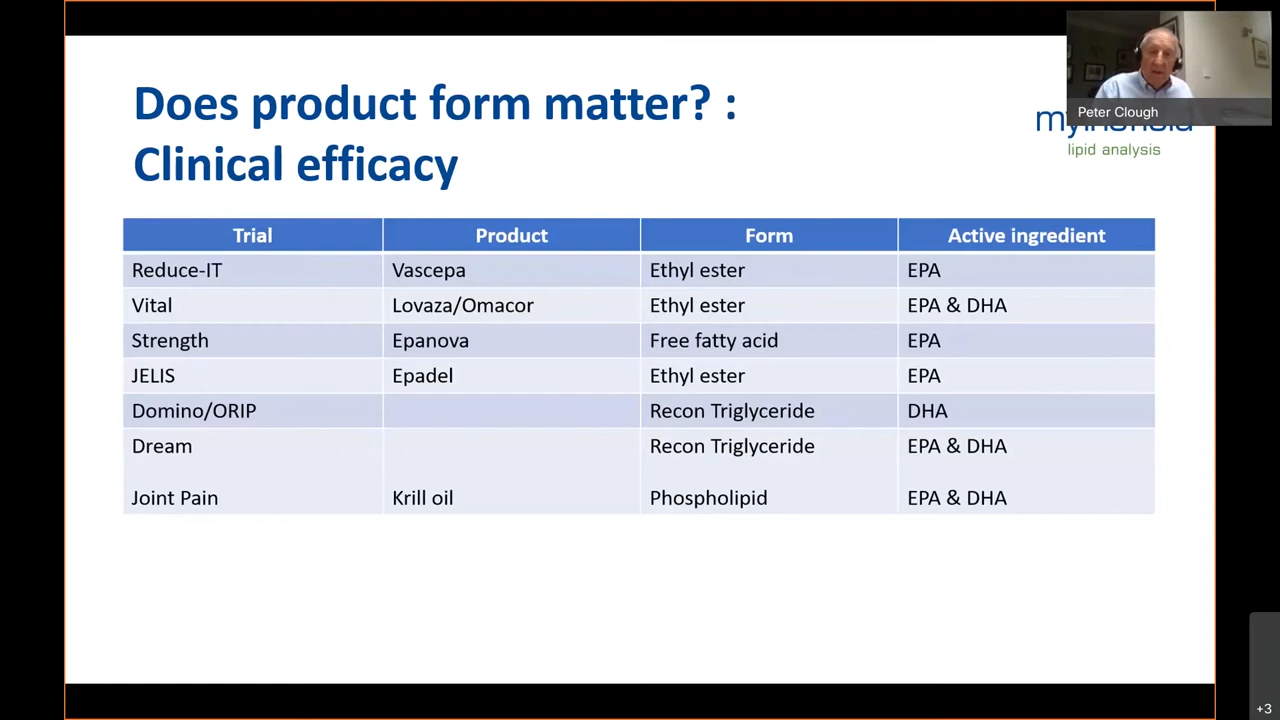 Does product form matter? :
Clinical efficacy
Peter Clough
lipid analysis
Trial Product Form Active ingredient
Reduce-IT Vascepa Ethyl ester EPA
Vital Lovaza/Omacor Ethyl ester EPA & DHA
Strength Epanova Free fatty acid EPA
JELIS Epadel Ethyl ester EPA
Domino/ORIP Recon Triglyceride DHA
Dream Recon Triglyceride EPA & DHA
Joint Pain Krill oil Phospholipid EPA & DHA
+3